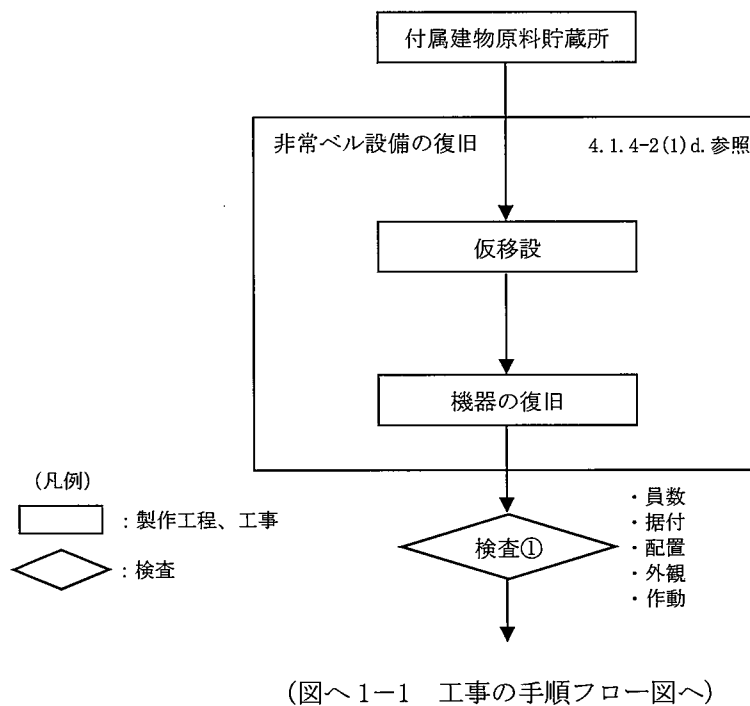 付属建物原料貯蔵所
非常ベル設備の復旧 4.1.4-2(1)d.参照
仮移設
機器の復旧
(凡例)
：製作工程、工事
：検査
検査①
・員数
・据付
・配置
・外観
・作動
(図へ1－1 工事の手順フロー図へ)